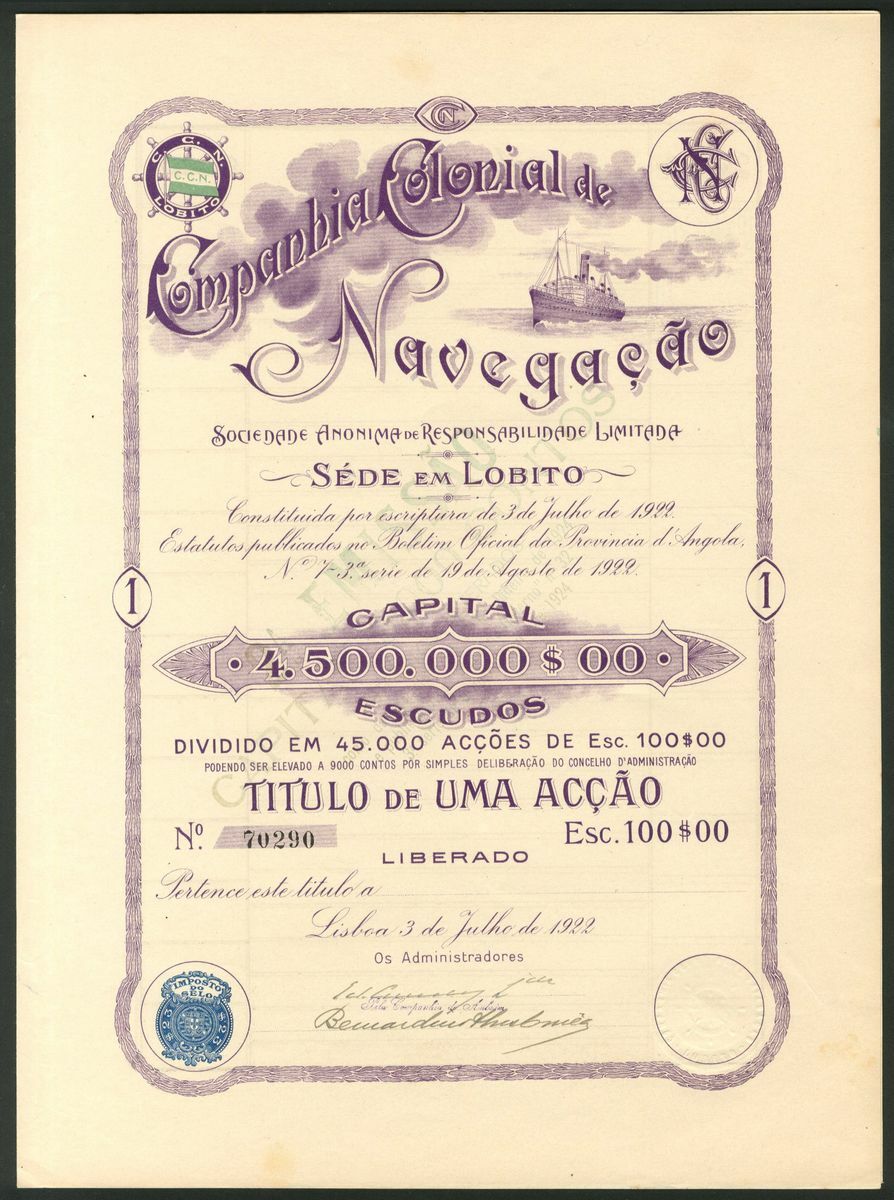 CCN
C. C. N.
C.C.N.
LOBITO
Companhia Colonial de
Navegação
SOCIEDADE ANONIMA DE RESPONSABILIDADE LIMITADA
SÉDE EM LOBITO
Constituida por escriptura de 3 de Julho de 1922.
Estatutos publicados no Boletim Oficial da Provincia d'Angola,
N.º 7-3.ª serie de 19 de Agosto de 1922.
1
1
CAPITAL
4.500.000$00
ESCUDOS
DIVIDIDO EM 45.000 ACÇÕES DE Esc. 100$00
PODENDO SER ELEVADO A 9000 CONTOS POR SIMPLES DELIBERAÇÃO DO CONCELHO D'ADMINISTRAÇÃO
TITULO DE UMA ACÇÃO
Nº. 70290
Esc. 100$00
LIBERADO
Pertence este titulo a
Lisboa 3 de Julho de 1922
Os Administradores
IMPOSTO
DO
SELO